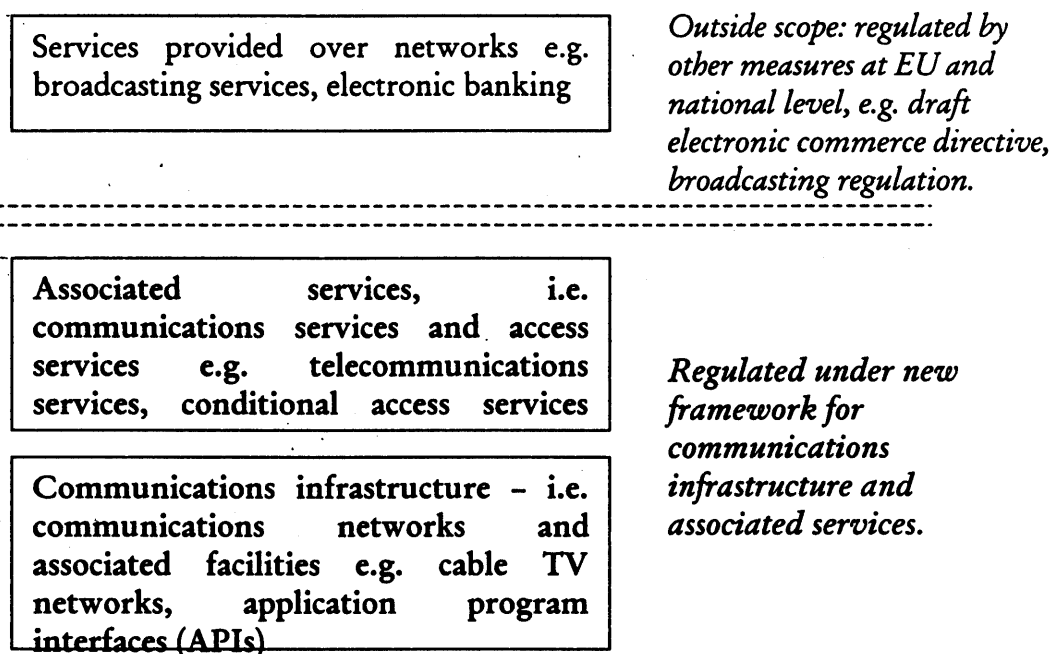 Services provided over networks e.g.
broadcasting services, electronic banking
Outside scope: regulated by
other measures at EU and
national level, e.g. draft
electronic commerce directive,
broadcasting regulation.
Associated services, i.e.
communications services and access
services e.g. telecommunications
services, conditional access services
Communications infrastructure – i.e.
communications networks and
associated facilities e.g. cable TV
networks, application program
interfaces (APIs)
Regulated under new
framework for
communications
infrastructure and
associated services.